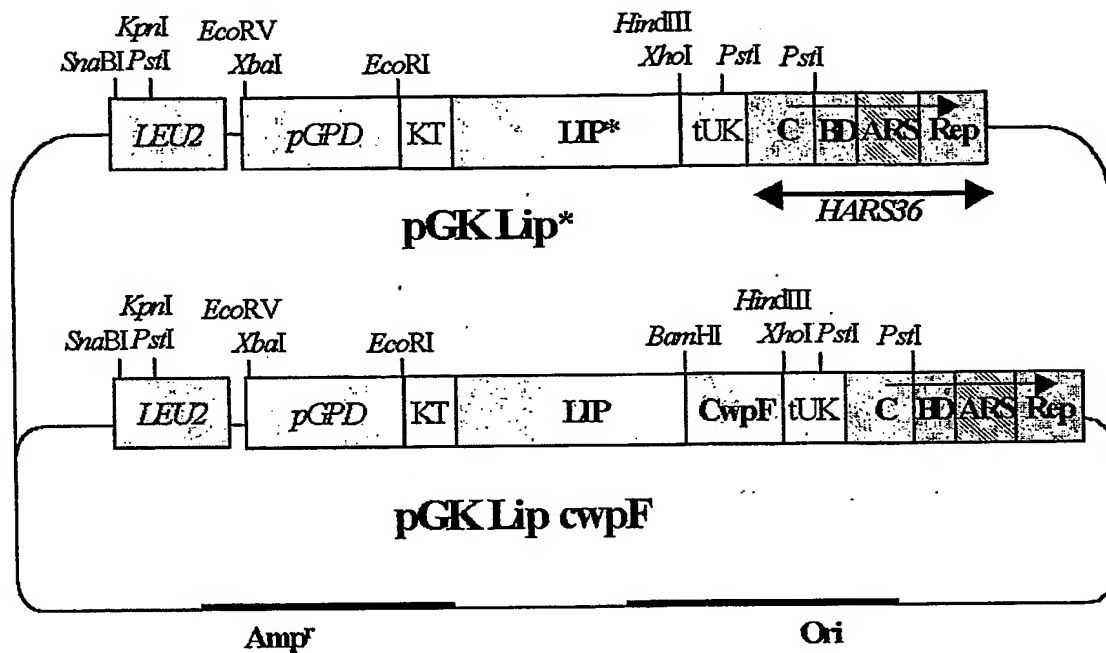 KpnI EcoRV HindIII
SnaBI PstI XbaI EcoRI XhoI PstI PstI
LEU2 pGPD KT LIP* tUK C BD ARS Rep
HARS36
pGK Lip*
KpnI EcoRV HindIII
SnaBI PstI XbaI EcoRI BamHI XhoI PstI PstI
LEU2 pGPD KT LIP CwpF tUK C BD ARS Rep
pGK Lip cwpF
Ampʳ Ori